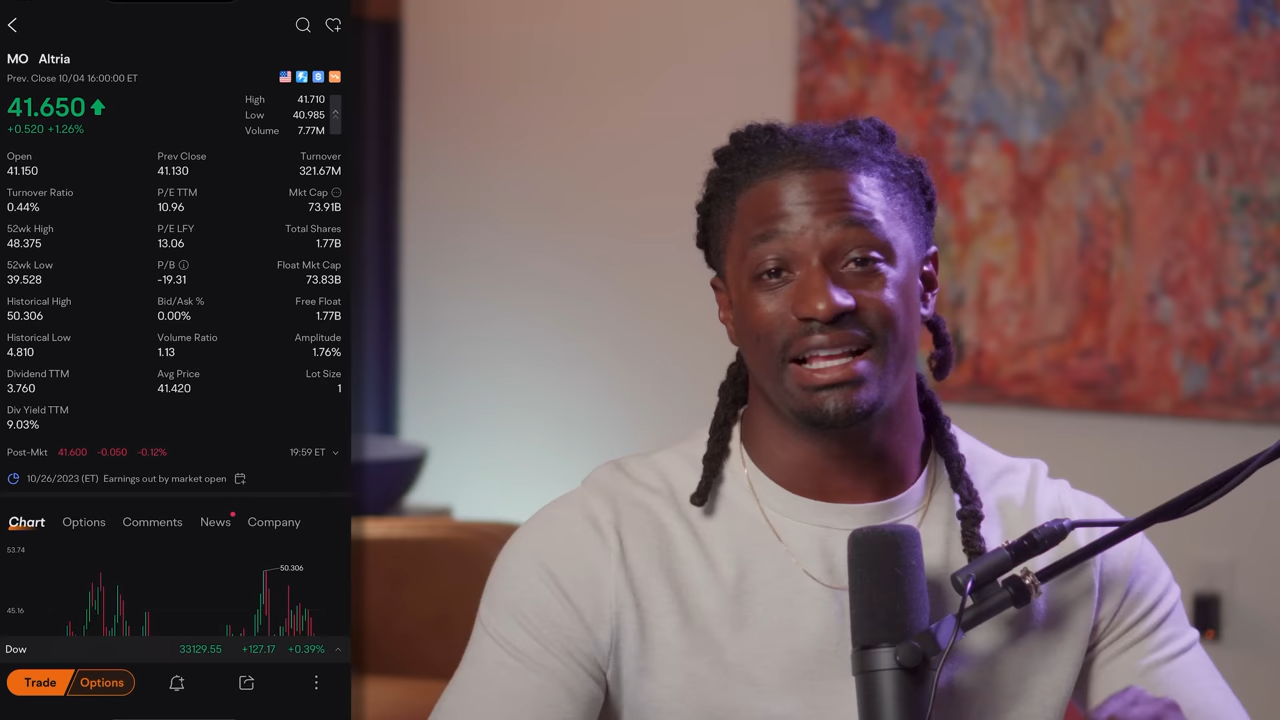 MO Altria
Prev. Close 10/04 16:00:00 ET
41.650
+0.520 +1.26%
High 41.710
Low 40.985
Volume 7.77M
Open Prev Close Turnover
41.150 41.130 321.67M
Turnover Ratio P/E TTM Mkt Cap
0.44% 10.96 73.91B
52wk High P/E LFY Total Shares
48.375 13.06 1.77B
52wk Low P/B Float Mkt Cap
39.528 -19.31 73.83B
Historical High Bid/Ask % Free Float
50.306 0.00% 1.77B
Historical Low Volume Ratio Amplitude
4.810 1.13 1.76%
Dividend TTM Avg Price Lot Size
3.760 41.420 1
Div Yield TTM
9.03%
Post-Mkt 41.600 -0.050 -0.12% 19:59 ET
10/26/2023 (ET) Earnings out by market open
Chart Options Comments News Company
53.74
50.306
45.16
Dow 33129.55 +127.17 +0.39%
Trade Options